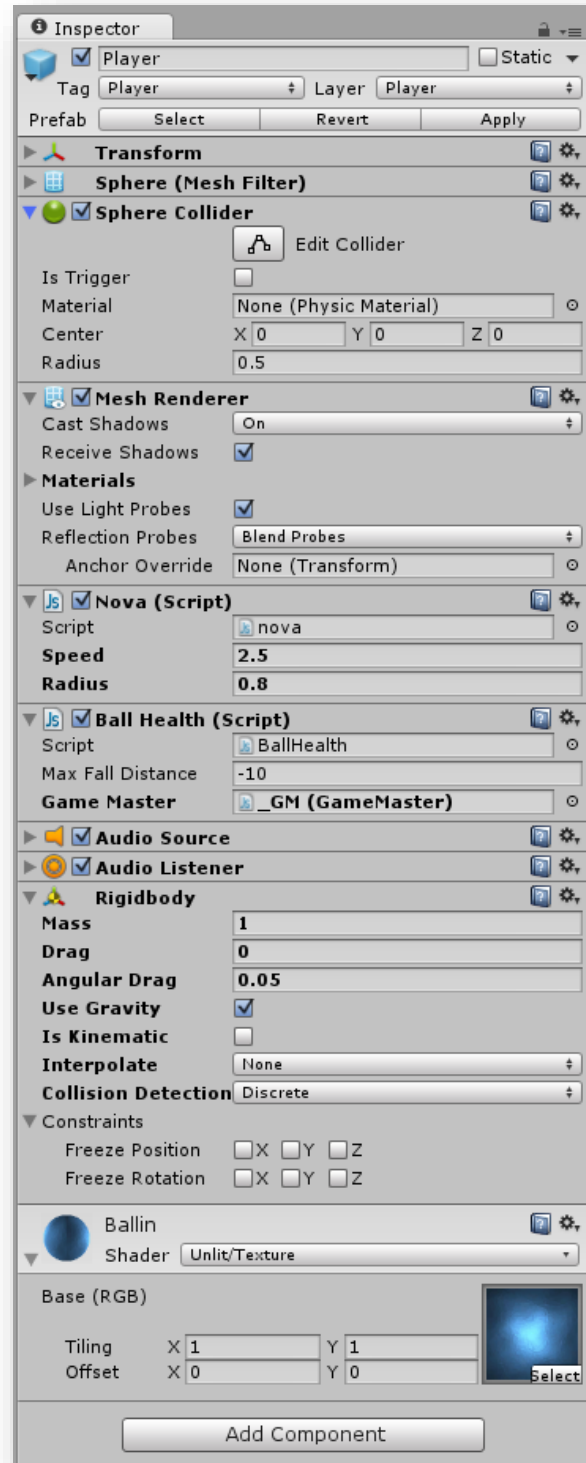 Inspector
Player Static
Tag Player Layer Player
Prefab Select Revert Apply
Transform
Sphere (Mesh Filter)
Sphere Collider
Edit Collider
Is Trigger
Material None (Physic Material)
Center X 0 Y 0 Z 0
Radius 0.5
Mesh Renderer
Cast Shadows On
Receive Shadows
Materials
Use Light Probes
Reflection Probes Blend Probes
Anchor Override None (Transform)
Js Nova (Script)
Script nova
Speed 2.5
Radius 0.8
Js Ball Health (Script)
Script BallHealth
Max Fall Distance -10
Game Master _GM (GameMaster)
Audio Source
Audio Listener
Rigidbody
Mass 1
Drag 0
Angular Drag 0.05
Use Gravity
Is Kinematic
Interpolate None
Collision Detection Discrete
Constraints
Freeze Position X Y Z
Freeze Rotation X Y Z
Ballin
Shader Unlit/Texture
Base (RGB)
Tiling X 1 Y 1
Offset X 0 Y 0
Select
Add Component